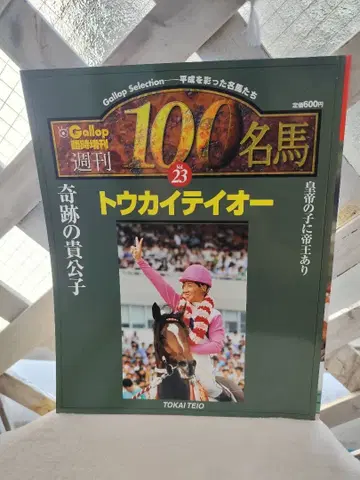 Gallop Selection──平成を彩った名馬たち
定価600円
Gallop
臨時増刊
週刊
100名馬
Vol.
23
トウカイテイオー
皇帝の子に帝王あり
奇跡の貴公子
TOKAI TEIO